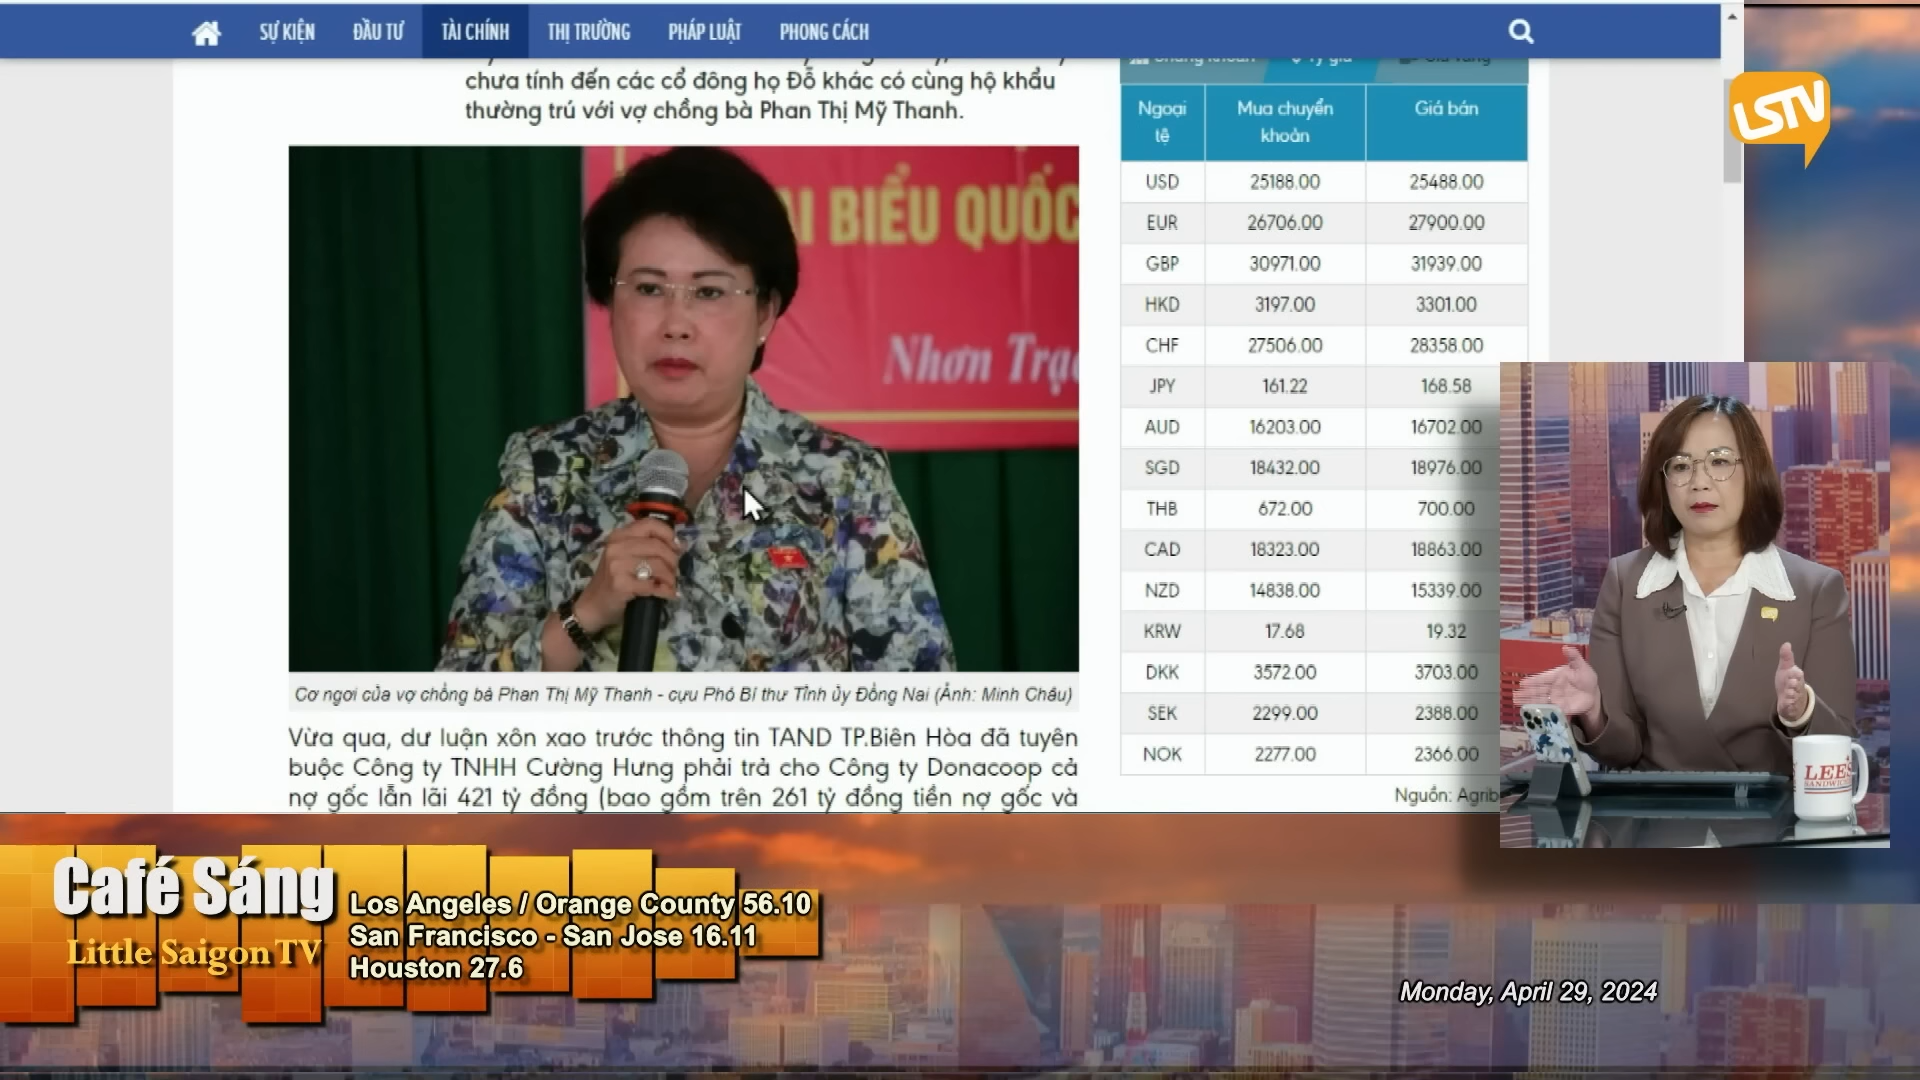 SỰ KIỆN ĐẦU TƯ TÀI CHÍNH THỊ TRƯỜNG PHÁP LUẬT PHONG CÁCH
chưa tính đến các cổ đông họ Đỗ khác có cùng hộ khẩu
thường trú với vợ chồng bà Phan Thị Mỹ Thanh.
ẠI BIỂU QUỐC
Nhơn Trạc
Cơ ngơi của vợ chồng bà Phan Thị Mỹ Thanh - cựu Phó Bí thư Tỉnh ủy Đồng Nai (Ảnh: Minh Châu)
Vừa qua, dư luận xôn xao trước thông tin TAND TP.Biên Hòa đã tuyên
buộc Công ty TNHH Cường Hưng phải trả cho Công ty Donacoop cả
nợ gốc lẫn lãi 421 tỷ đồng (bao gồm trên 261 tỷ đồng tiền nợ gốc và
Ngoại tệ Mua chuyển khoản Giá bán
USD 25188.00 25488.00
EUR 26706.00 27900.00
GBP 30971.00 31939.00
HKD 3197.00 3301.00
CHF 27506.00 28358.00
JPY 161.22 168.58
AUD 16203.00 16702.00
SGD 18432.00 18976.00
THB 672.00 700.00
CAD 18323.00 18863.00
NZD 14838.00 15339.00
KRW 17.68 19.32
DKK 3572.00 3703.00
SEK 2299.00 2388.00
NOK 2277.00 2366.00
Nguồn: Agrib
LSTV
LEE'S
SANDWICHES
Café Sáng
Little Saigon TV
Los Angeles / Orange County 56.10
San Francisco - San Jose 16.11
Houston 27.6
Monday, April 29, 2024